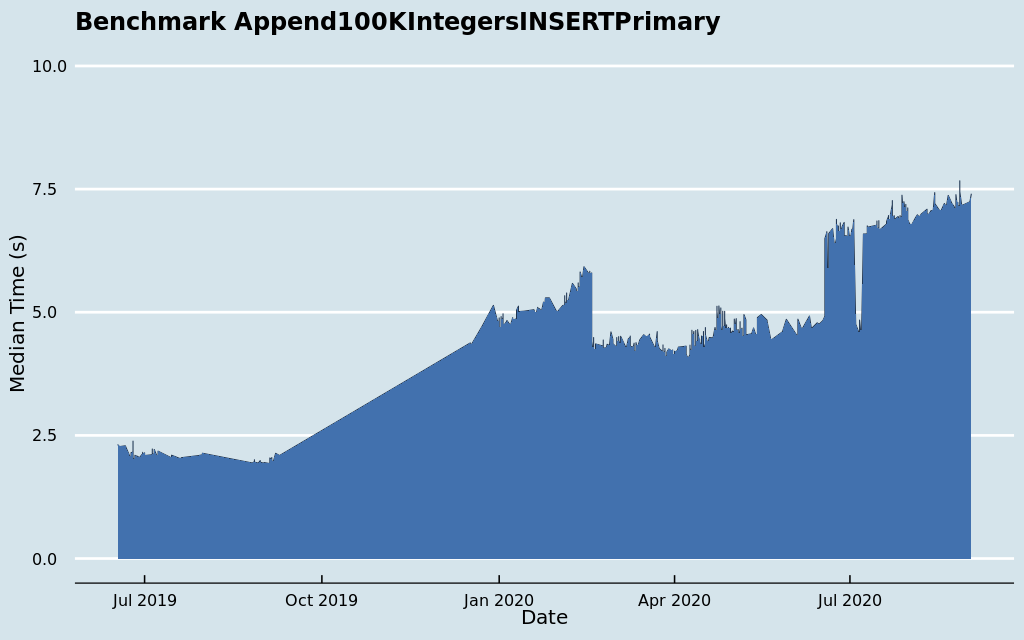 Benchmark Append100KIntegersINSERTPrimary
10.0
7.5
5.0
2.5
0.0
Median Time (s)
Jul 2019
Oct 2019
Jan 2020
Apr 2020
Jul 2020
Date